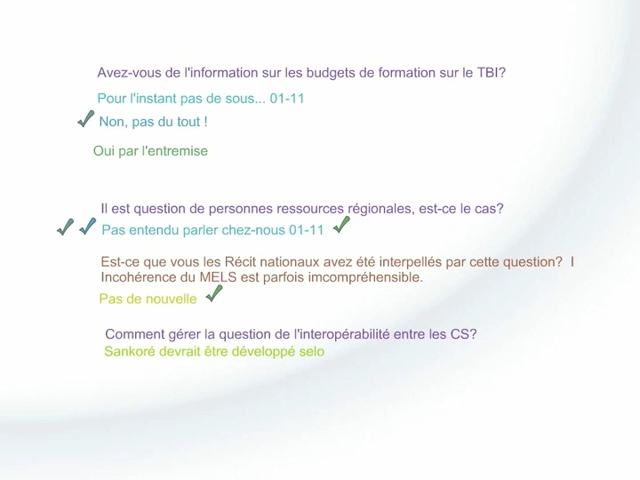 Avez-vous de l'information sur les budgets de formation sur le TBI?
Pour l'instant pas de sous... 01-11
Non, pas du tout !
Oui par l'entremise
Il est question de personnes ressources régionales, est-ce le cas?
Pas entendu parler chez-nous 01-11
Est-ce que vous les Récit nationaux avez été interpellés par cette question? I
Incohérence du MELS est parfois imcompréhensible.
Pas de nouvelle
Comment gérer la question de l'interopérabilité entre les CS?
Sankoré devrait être développé selo